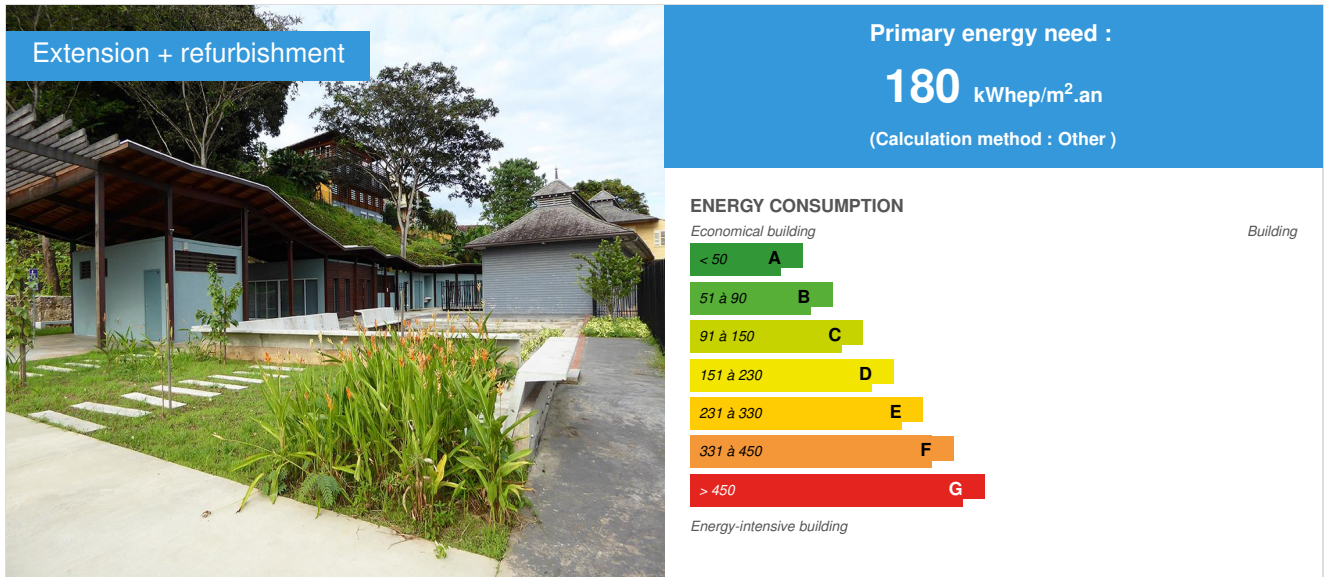 Extension + refurbishment
Primary energy need :
180 kWhep/m².an
(Calculation method : Other )
ENERGY CONSUMPTION
Economical building
Building
< 50 A
51 à 90 B
91 à 150 C
151 à 230 D
231 à 330 E
331 à 450 F
> 450 G
Energy-intensive building